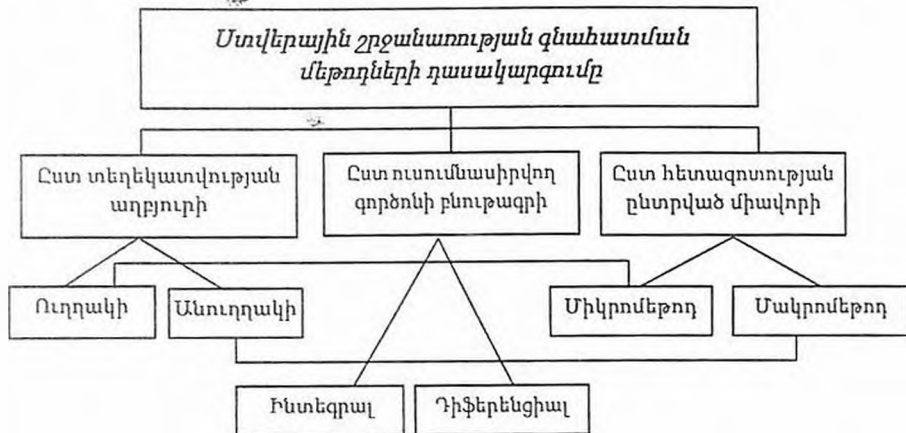 Ստվերային շրջանառության գնահատման
մեթոդների դասակարգումը
Ըստ տեղեկատվության
աղբյուրի
Ըստ ուսումնասիրվող
գործոնի բնութագրի
Ըստ հետազոտության
ընտրված միավորի
Ուղղակի
Անուղղակի
Միկրոմեթոդ
Մակրոմեթոդ
Ինտեգրալ
Դիֆերենցիալ